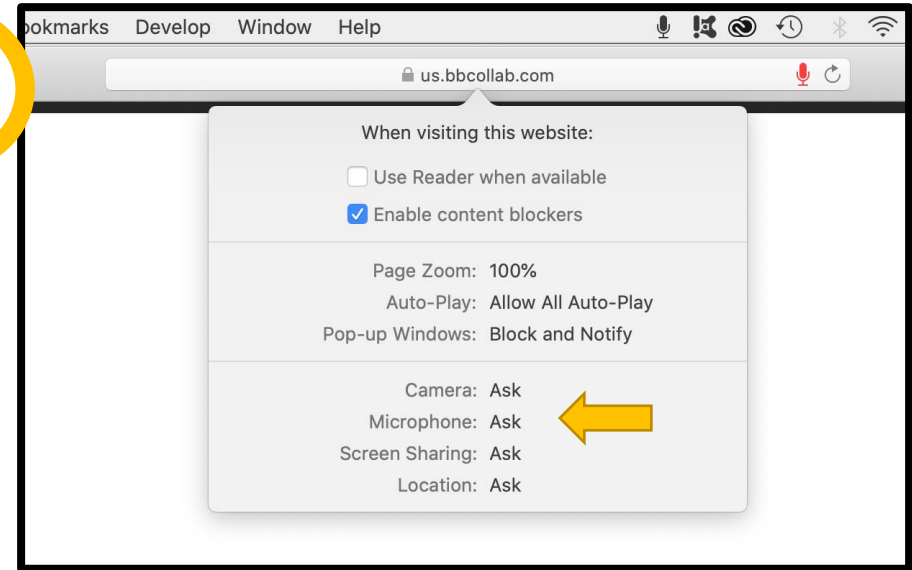 ookmarks Develop Window Help
us.bbcollab.com
When visiting this website:
Use Reader when available
Enable content blockers
Page Zoom: 100%
Auto-Play: Allow All Auto-Play
Pop-up Windows: Block and Notify
Camera: Ask
Microphone: Ask
Screen Sharing: Ask
Location: Ask